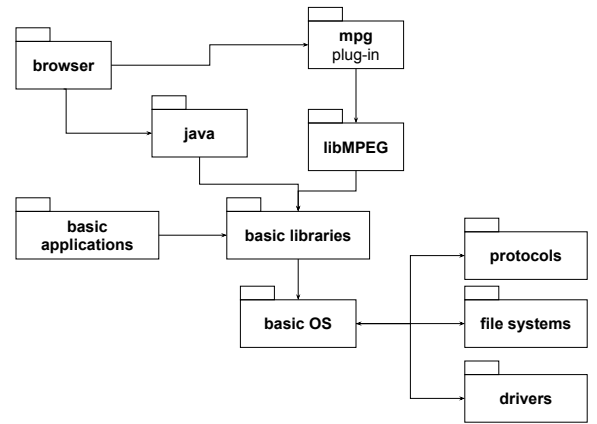 mpg
plug-in
browser
java
libMPEG
basic
applications
basic libraries
protocols
basic OS
file systems
drivers